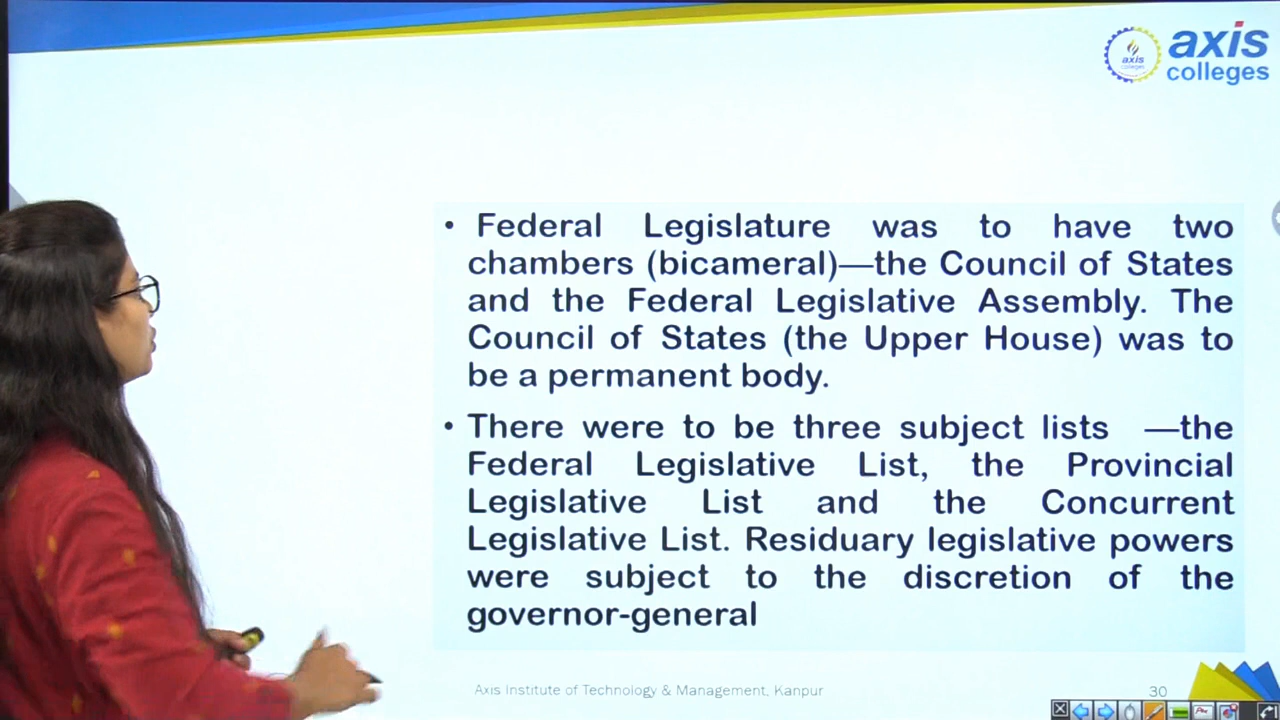 axis
colleges
axis
colleges
• Federal Legislature was to have two
chambers (bicameral)—the Council of States
and the Federal Legislative Assembly. The
Council of States (the Upper House) was to
be a permanent body.
• There were to be three subject lists —the
Federal Legislative List, the Provincial
Legislative List and the Concurrent
Legislative List. Residuary legislative powers
were subject to the discretion of the
governor-general
Axis Institute of Technology & Management, Kanpur
30